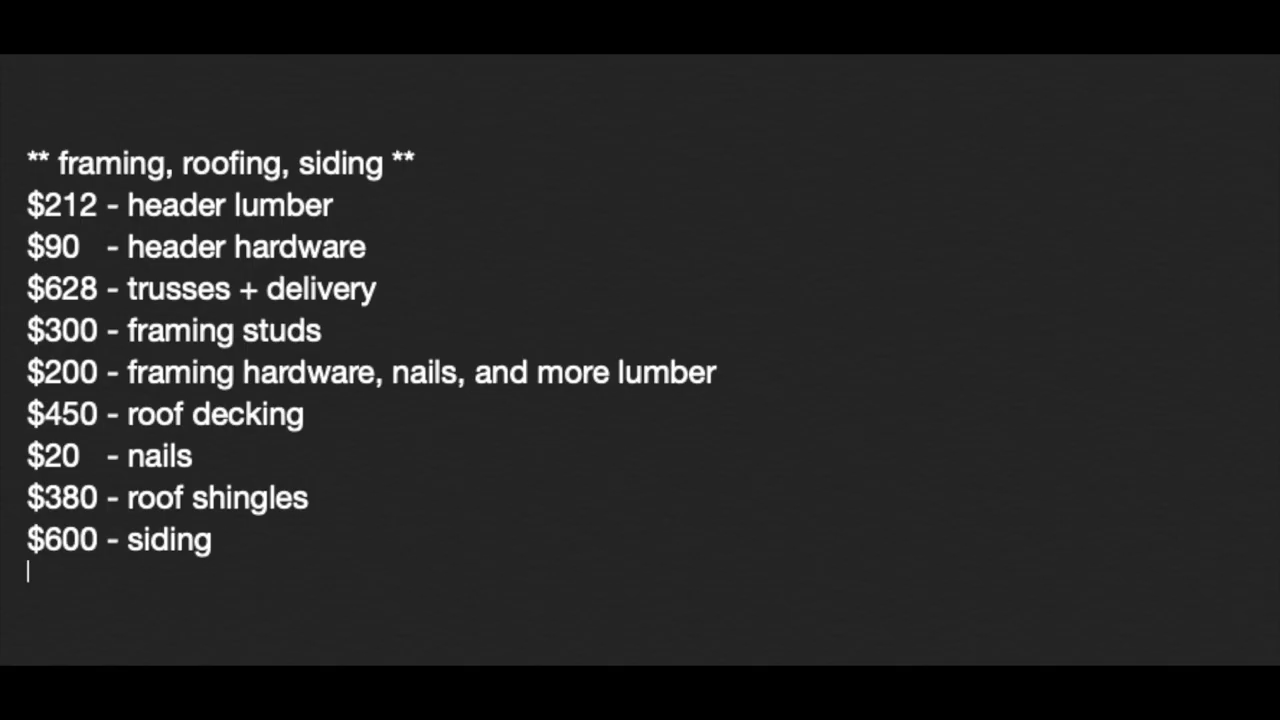 ** framing, roofing, siding **
$212 - header lumber
$90 - header hardware
$628 - trusses + delivery
$300 - framing studs
$200 - framing hardware, nails, and more lumber
$450 - roof decking
$20 - nails
$380 - roof shingles
$600 - siding